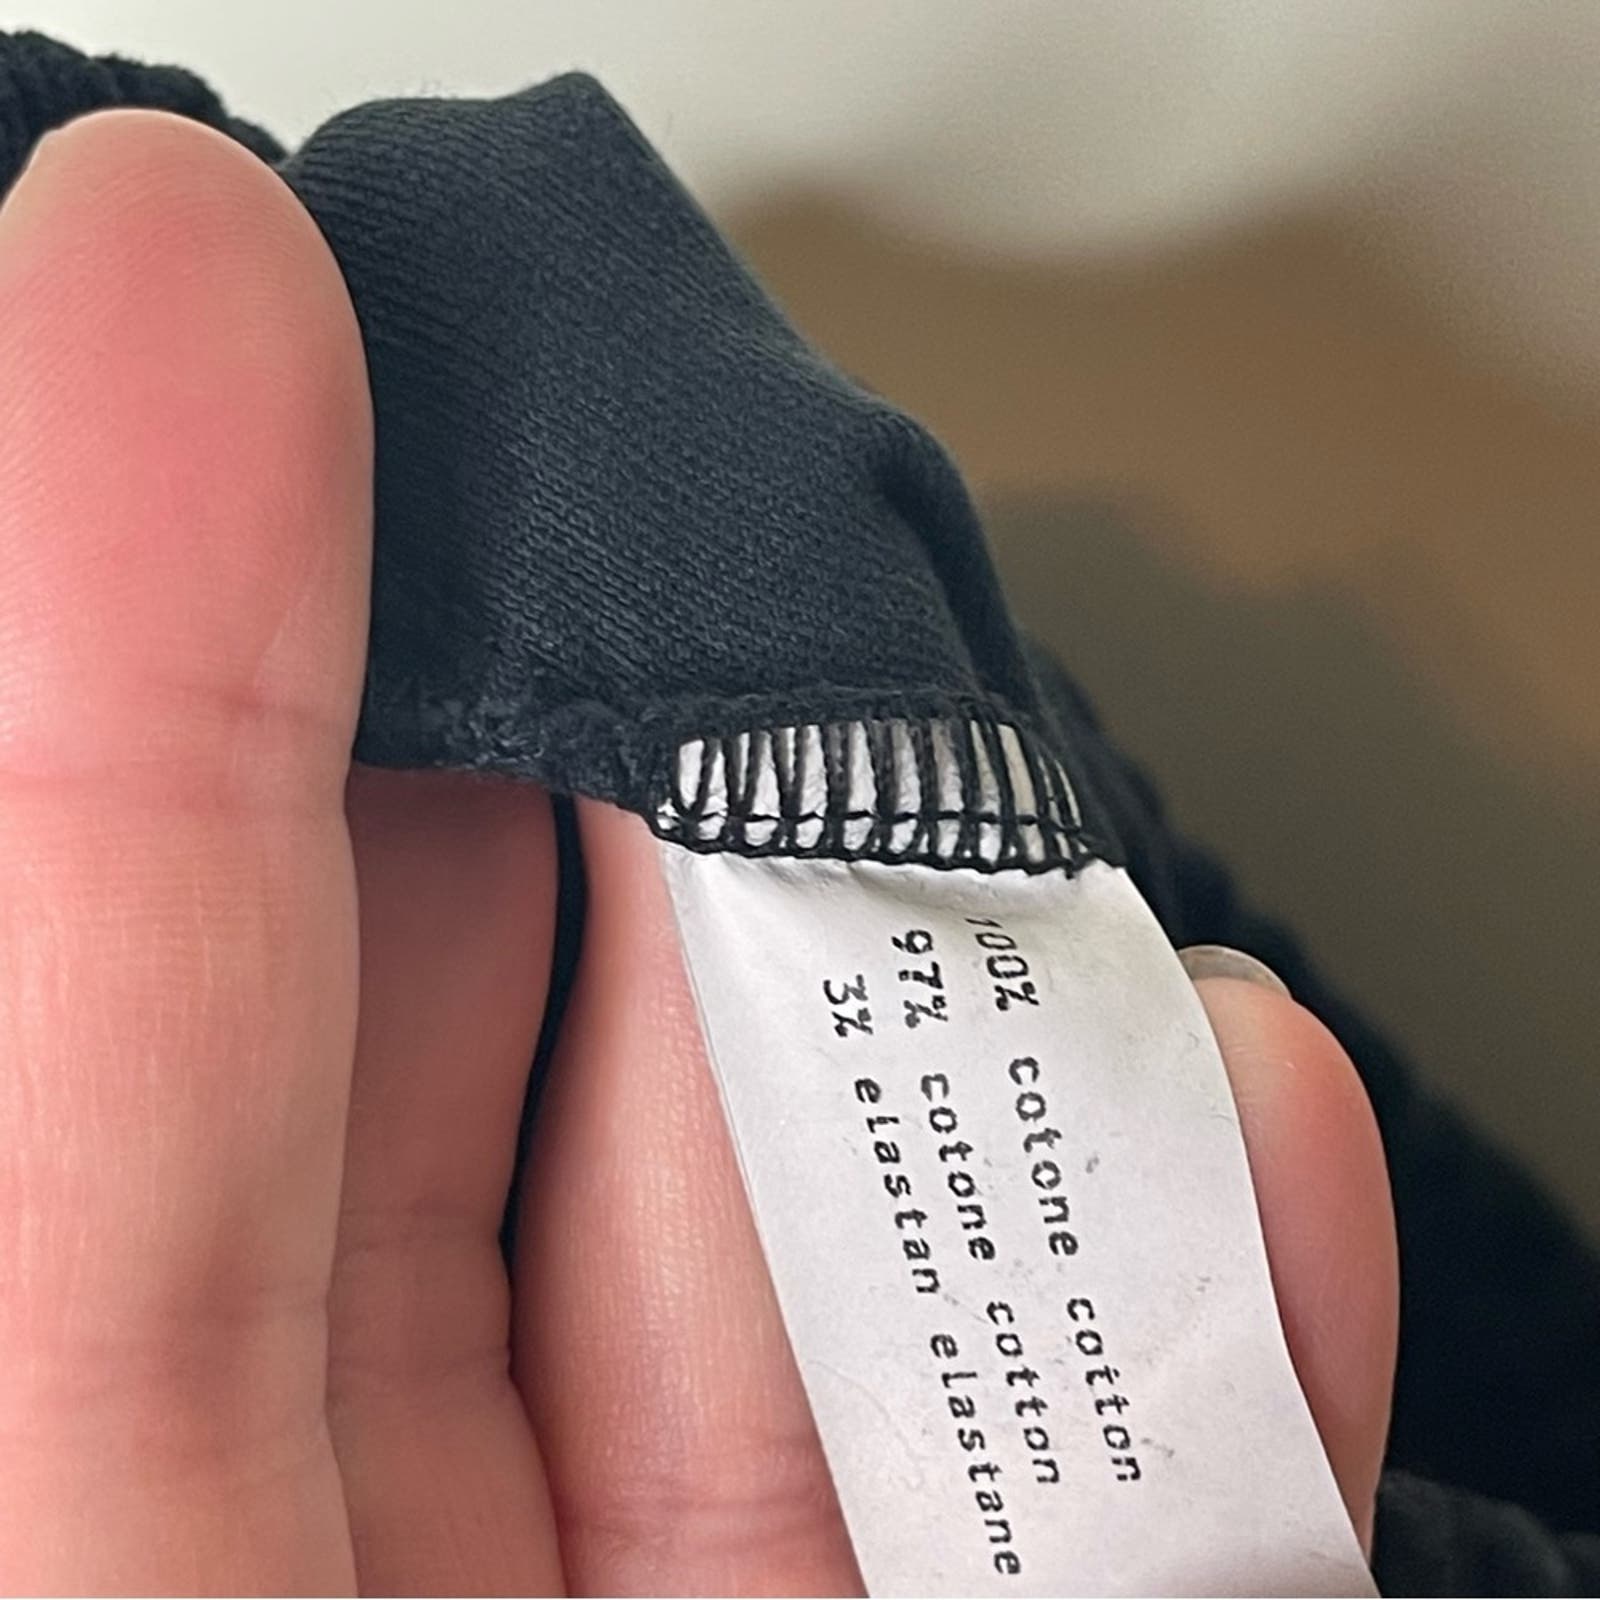 100% cotone cotton
97% cotone cotton
3% elastan elastane